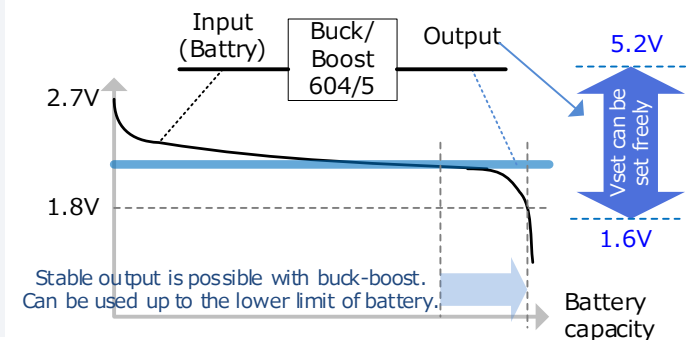 Input
(Battry)
Buck/
Boost
604/5
Output
5.2V
2.7V
Vset can be
set freely
1.8V
1.6V
Stable output is possible with buck-boost.
Can be used up to the lower limit of battery.
Battery
capacity